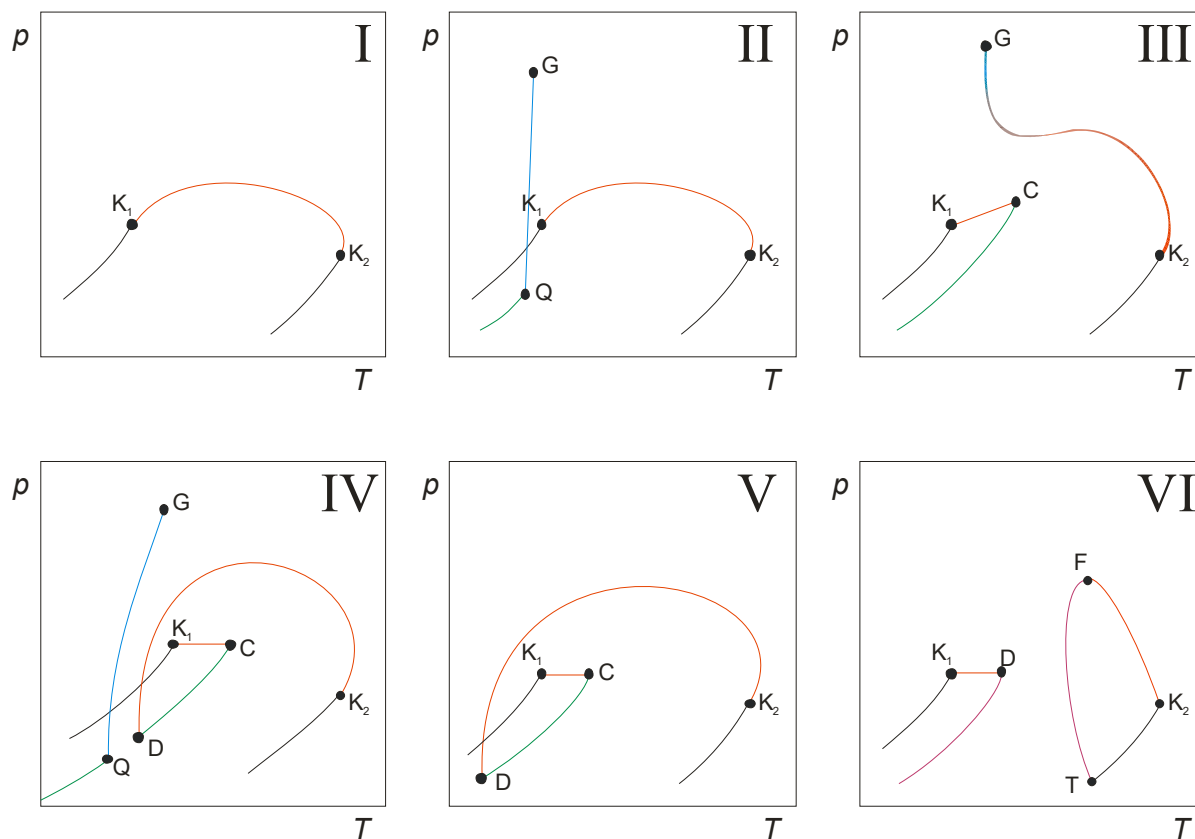 p I
K₁
K₂
T
p II
G
K₁
K₂
Q
T
p III
G
C
K₁
K₂
T
p IV
G
K₁
C
K₂
D
Q
T
p V
K₁ C
K₂
D
T
p VI
F
K₁ D
K₂
T
T